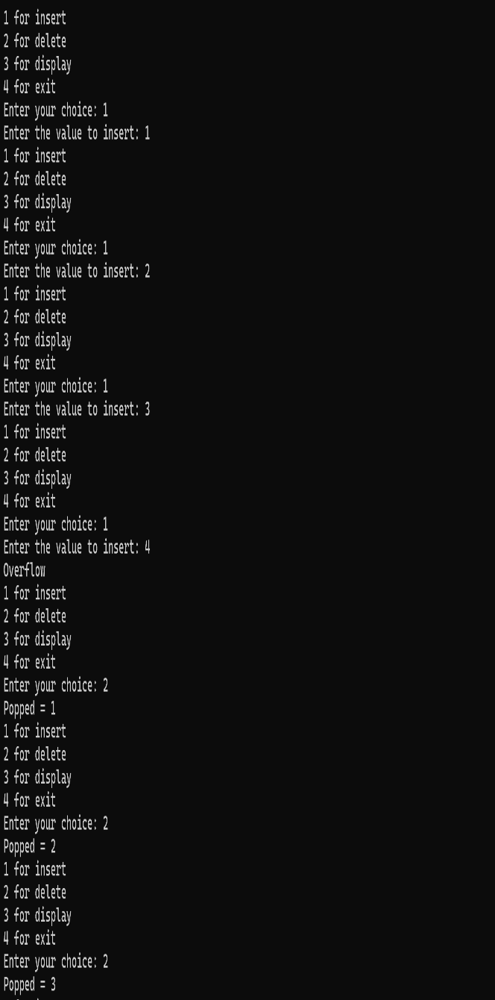 1 for insert
2 for delete
3 for display
4 for exit
Enter your choice: 1
Enter the value to insert: 1
1 for insert
2 for delete
3 for display
4 for exit
Enter your choice: 1
Enter the value to insert: 2
1 for insert
2 for delete
3 for display
4 for exit
Enter your choice: 1
Enter the value to insert: 3
1 for insert
2 for delete
3 for display
4 for exit
Enter your choice: 1
Enter the value to insert: 4
Overflow
1 for insert
2 for delete
3 for display
4 for exit
Enter your choice: 2
Popped = 1
1 for insert
2 for delete
3 for display
4 for exit
Enter your choice: 2
Popped = 2
1 for insert
2 for delete
3 for display
4 for exit
Enter your choice: 2
Popped = 3